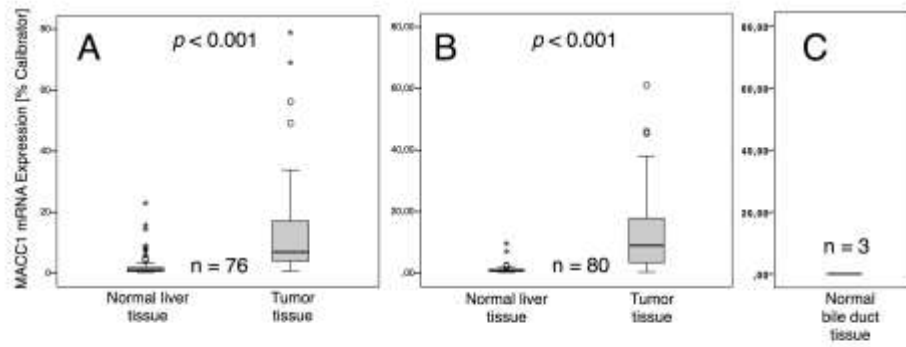 MACC1 mRNA Expression [% Calibrator]
A
p < 0.001
80
60
40
20
0
n = 76
Normal liver
tissue
Tumor
tissue
B
p < 0.001
80,00
60,00
40,00
20,00
,00
n = 80
Normal liver
tissue
Tumor
tissue
C
80,00
60,00
40,00
20,00
,00
n = 3
Normal
bile duct
tissue